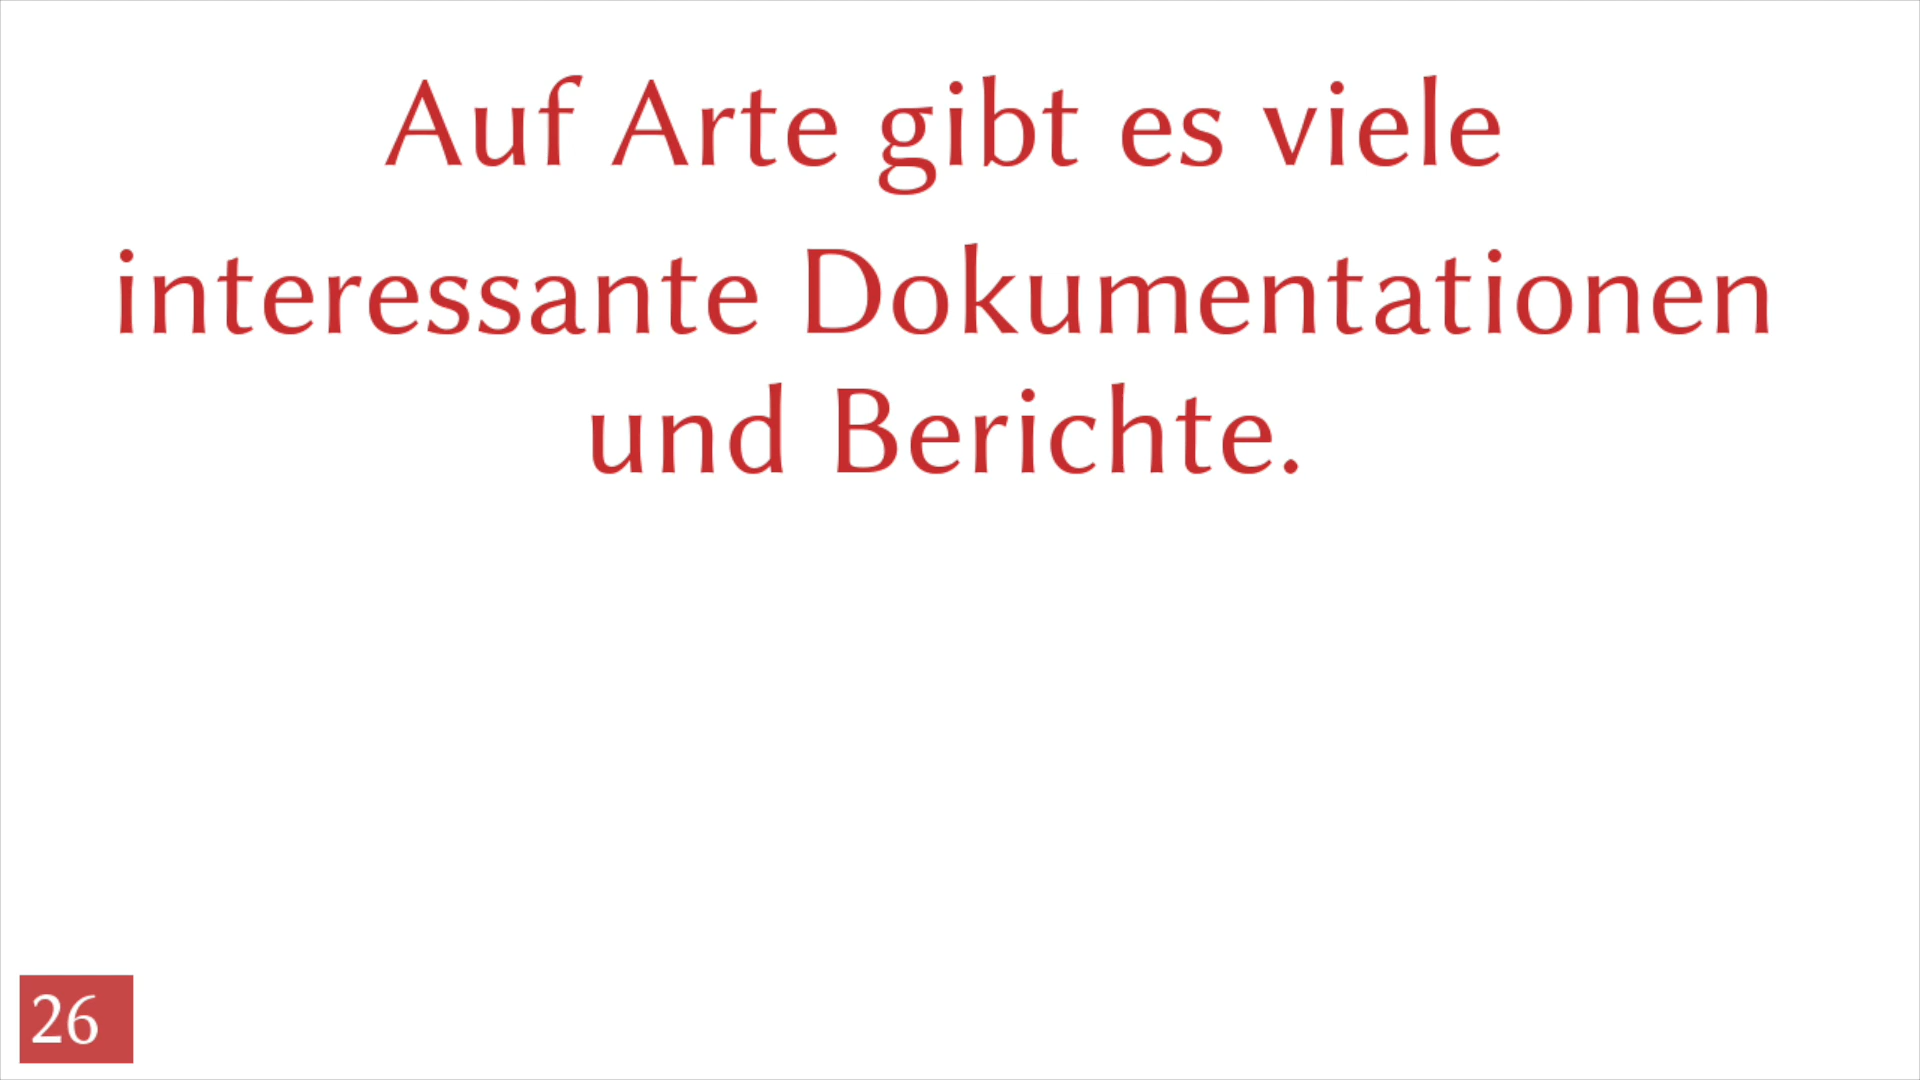 Auf Arte gibt es viele
interessante Dokumentationen
und Berichte.
26